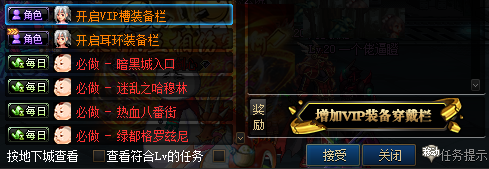 角色 开启VIP槽装备栏
角色 开启耳环装备栏
每日 必做 - 暗黑城入口
每日 必做 - 迷乱之哈穆林
每日 必做 - 热血八番街
每日 必做 - 绿都格罗兹尼
奖励
增加VIP装备穿戴栏
按地下城查看 查看符合Lv的任务
接受 关闭 移动任务提示